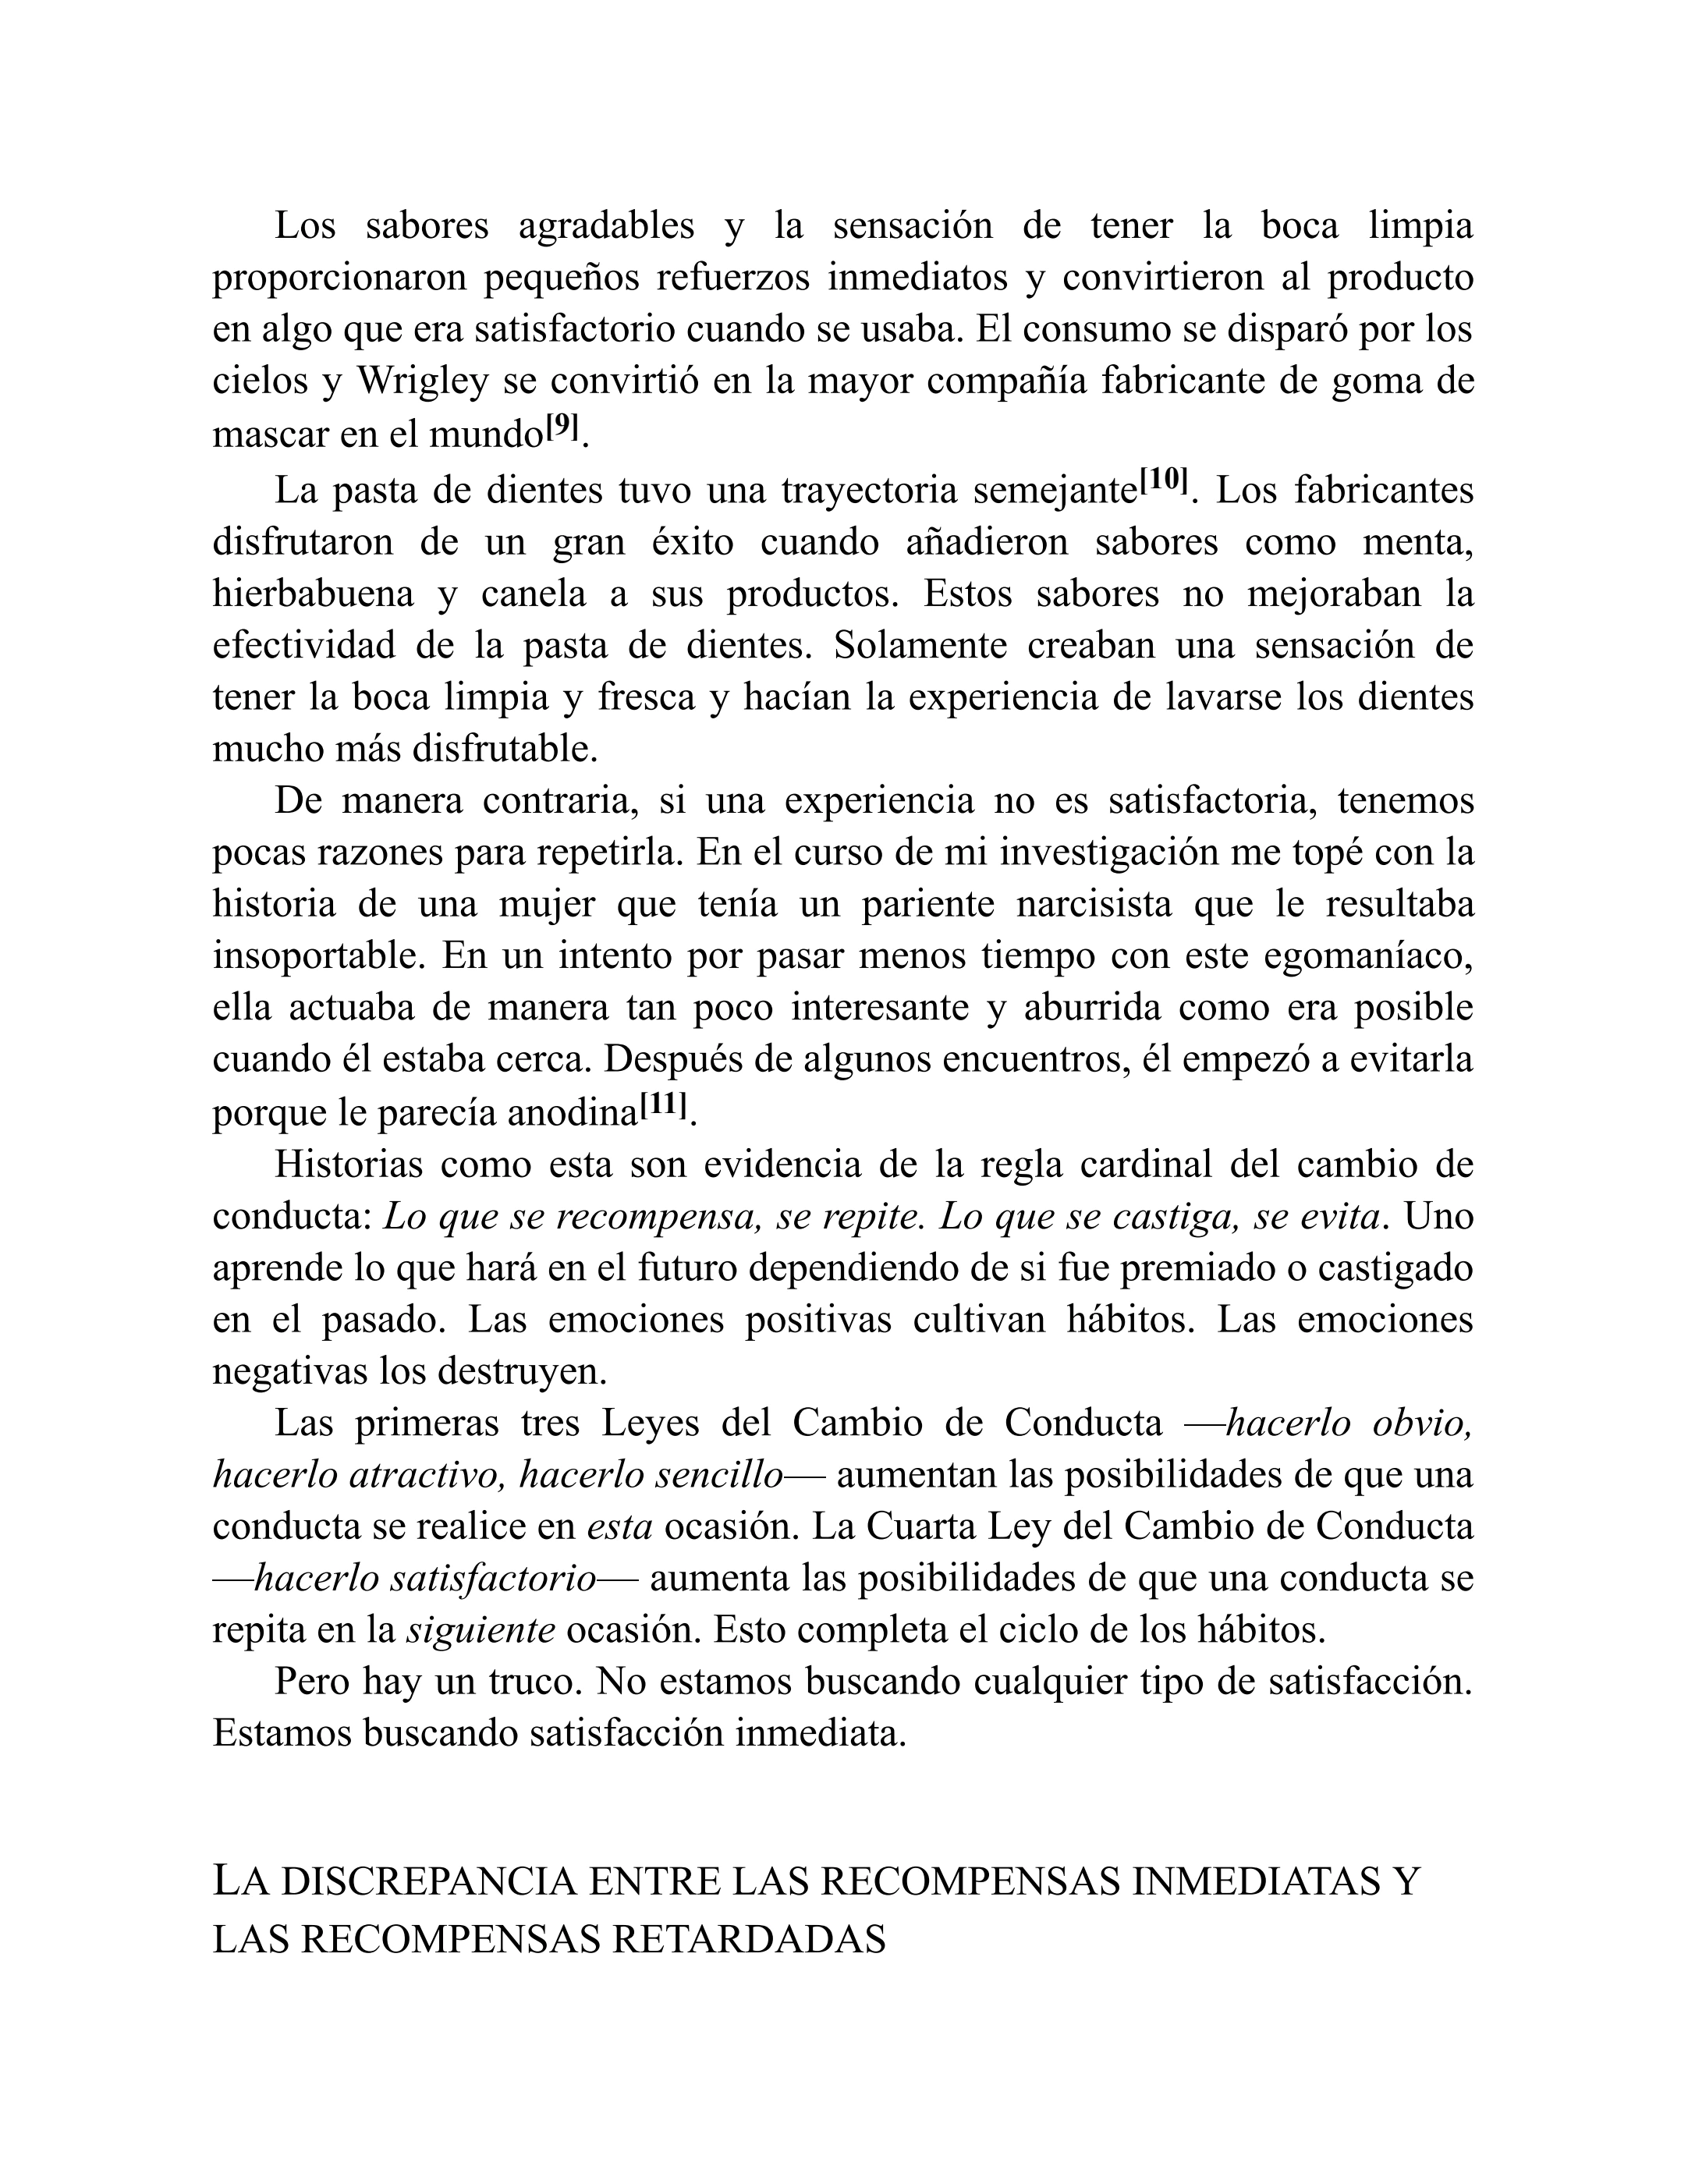 Los sabores agradables y la sensación de tener la boca limpia
proporcionaron pequeños refuerzos inmediatos y convirtieron al producto
en algo que era satisfactorio cuando se usaba. El consumo se disparó por los
cielos y Wrigley se convirtió en la mayor compañía fabricante de goma de
mascar en el mundo[9].
La pasta de dientes tuvo una trayectoria semejante[10]. Los fabricantes
disfrutaron de un gran éxito cuando añadieron sabores como menta,
hierbabuena y canela a sus productos. Estos sabores no mejoraban la
efectividad de la pasta de dientes. Solamente creaban una sensación de
tener la boca limpia y fresca y hacían la experiencia de lavarse los dientes
mucho más disfrutable.
De manera contraria, si una experiencia no es satisfactoria, tenemos
pocas razones para repetirla. En el curso de mi investigación me topé con la
historia de una mujer que tenía un pariente narcisista que le resultaba
insoportable. En un intento por pasar menos tiempo con este egomaníaco,
ella actuaba de manera tan poco interesante y aburrida como era posible
cuando él estaba cerca. Después de algunos encuentros, él empezó a evitarla
porque le parecía anodina[11].
Historias como esta son evidencia de la regla cardinal del cambio de
conducta: Lo que se recompensa, se repite. Lo que se castiga, se evita. Uno
aprende lo que hará en el futuro dependiendo de si fue premiado o castigado
en el pasado. Las emociones positivas cultivan hábitos. Las emociones
negativas los destruyen.
Las primeras tres Leyes del Cambio de Conducta —hacerlo obvio,
hacerlo atractivo, hacerlo sencillo— aumentan las posibilidades de que una
conducta se realice en esta ocasión. La Cuarta Ley del Cambio de Conducta
—hacerlo satisfactorio— aumenta las posibilidades de que una conducta se
repita en la siguiente ocasión. Esto completa el ciclo de los hábitos.
Pero hay un truco. No estamos buscando cualquier tipo de satisfacción.
Estamos buscando satisfacción inmediata.
LA DISCREPANCIA ENTRE LAS RECOMPENSAS INMEDIATAS Y
LAS RECOMPENSAS RETARDADAS